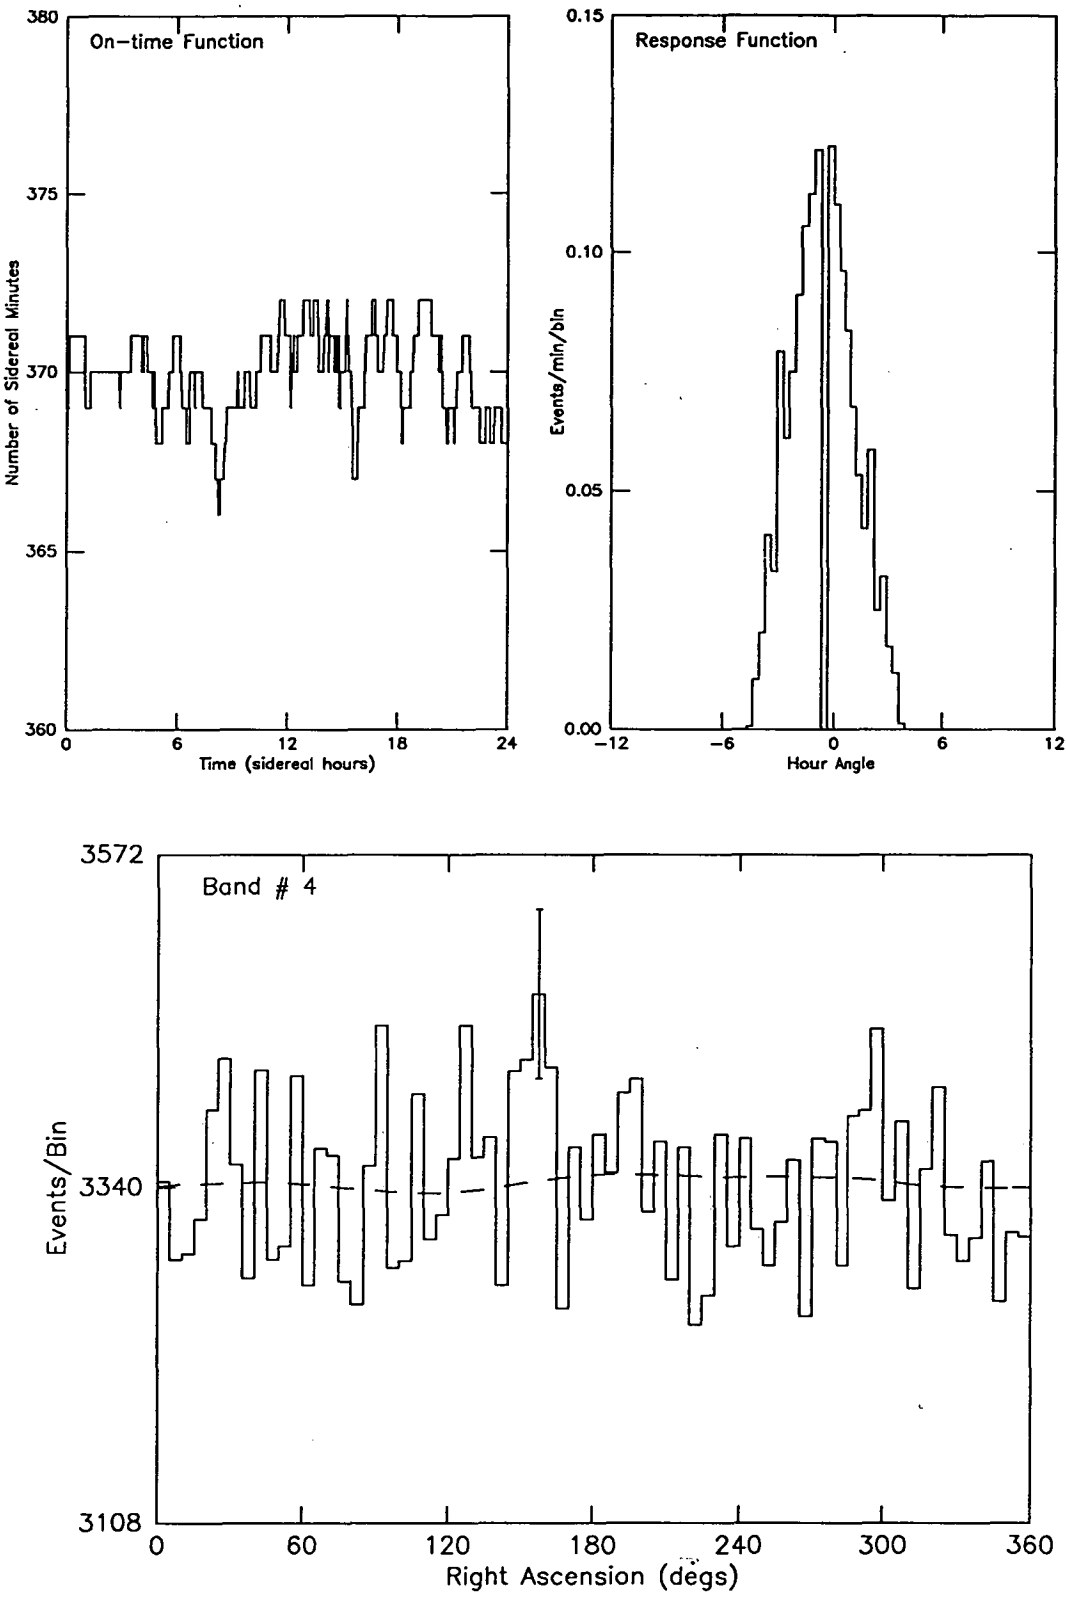 On-time Function
380
375
370
365
360
Number of Sidereal Minutes
0 6 12 18 24
Time (sidereal hours)
Response Function
0.15
0.10
0.05
0.00
Events/min/bin
-12 -6 0 6 12
Hour Angle
Band # 4
3572
3340
3108
Events/Bin
0 60 120 180 240 300 360
Right Ascension (degs)